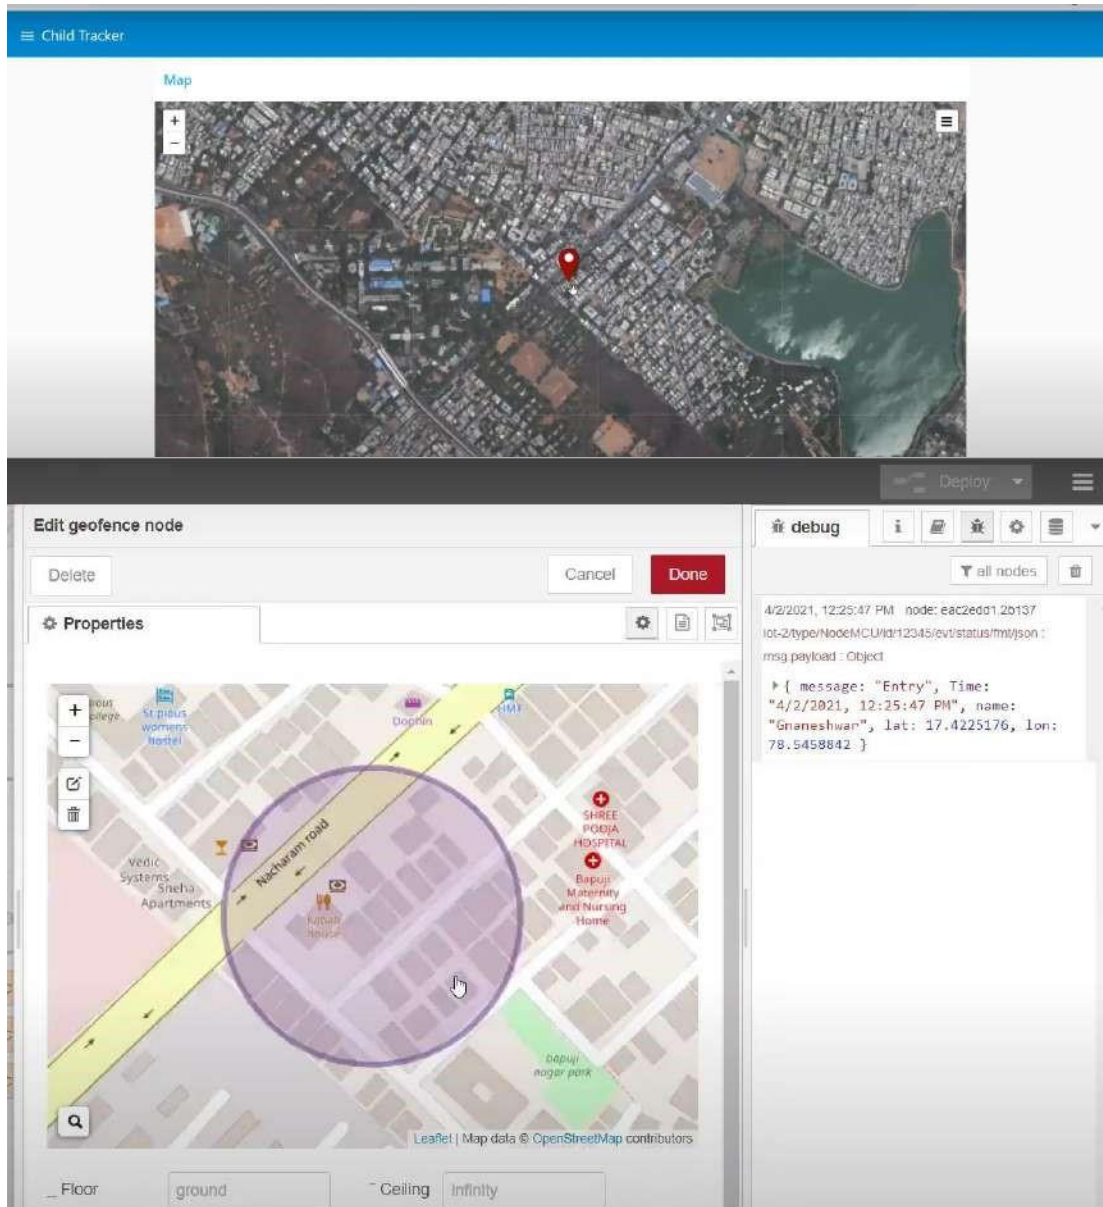 Child Tracker
Map
+
−
Deploy
Edit geofence node
debug
i
Delete
Cancel
Done
all nodes
Properties
4/2/2021, 12:25:47 PM node: eac2edd1.2b137
iot-2/type/NodeMCU/id/12345/evt/status/fmt/json :
msg.payload : Object
{ message: "Entry", Time:
"4/2/2021, 12:25:47 PM", name:
"Gnaneshwar", lat: 17.4225176, lon:
78.5458842 }
+
−
St pious
womens
hostel
Dophin
HMT
Nacharam road
Vedic
Systems
Sneha
Apartments
Kabab
house
SHREE
POOJA
HOSPITAL
Bapuji
Maternity
and Nursing
Home
bapuji
nagar park
Leaflet | Map data © OpenStreetMap contributors
Floor
ground
Ceiling
infinity